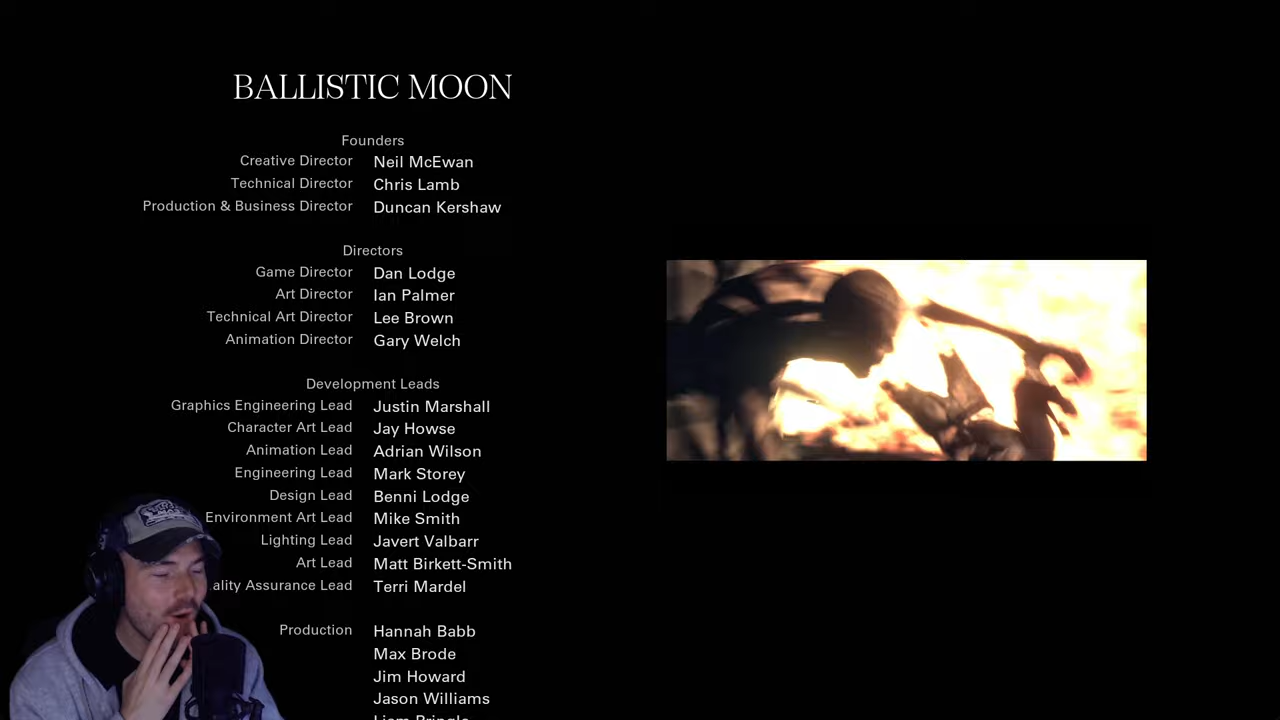 BALLISTIC MOON
Founders
Creative Director Neil McEwan
Technical Director Chris Lamb
Production & Business Director Duncan Kershaw
Directors
Game Director Dan Lodge
Art Director Ian Palmer
Technical Art Director Lee Brown
Animation Director Gary Welch
Development Leads
Graphics Engineering Lead Justin Marshall
Character Art Lead Jay Howse
Animation Lead Adrian Wilson
Engineering Lead Mark Storey
Design Lead Benni Lodge
Environment Art Lead Mike Smith
Lighting Lead Javert Valbarr
Art Lead Matt Birkett-Smith
ality Assurance Lead Terri Mardel
Production Hannah Babb
Max Brode
Jim Howard
Jason Williams